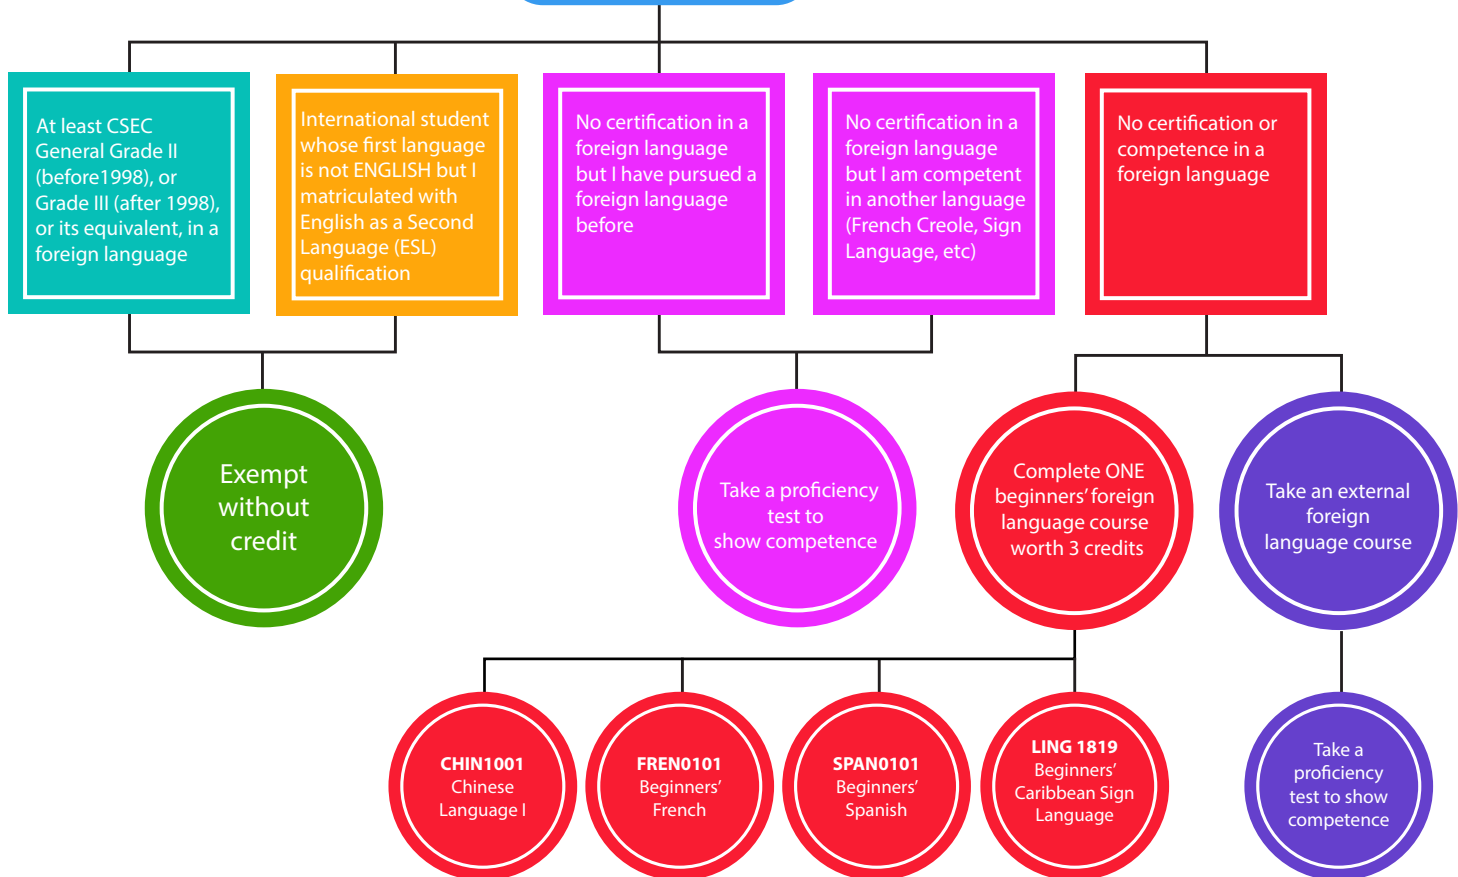 At least CSEC
General Grade II
(before1998), or
Grade III (after 1998),
or its equivalent, in a
foreign language
International student
whose first language
is not ENGLISH but I
matriculated with
English as a Second
Language (ESL)
qualification
No certification in a
foreign language
but I have pursued a
foreign language
before
No certification in a
foreign language
but I am competent
in another language
(French Creole, Sign
Language, etc)
No certification or
competence in a
foreign language
Exempt
without
credit
Take a proficiency
test to
show competence
Complete ONE
beginners’ foreign
language course
worth 3 credits
Take an external
foreign
language course
CHIN1001
Chinese
Language I
FREN0101
Beginners’
French
SPAN0101
Beginners’
Spanish
LING 1819
Beginners’
Caribbean Sign
Language
Take a
proficiency
test to show
competence